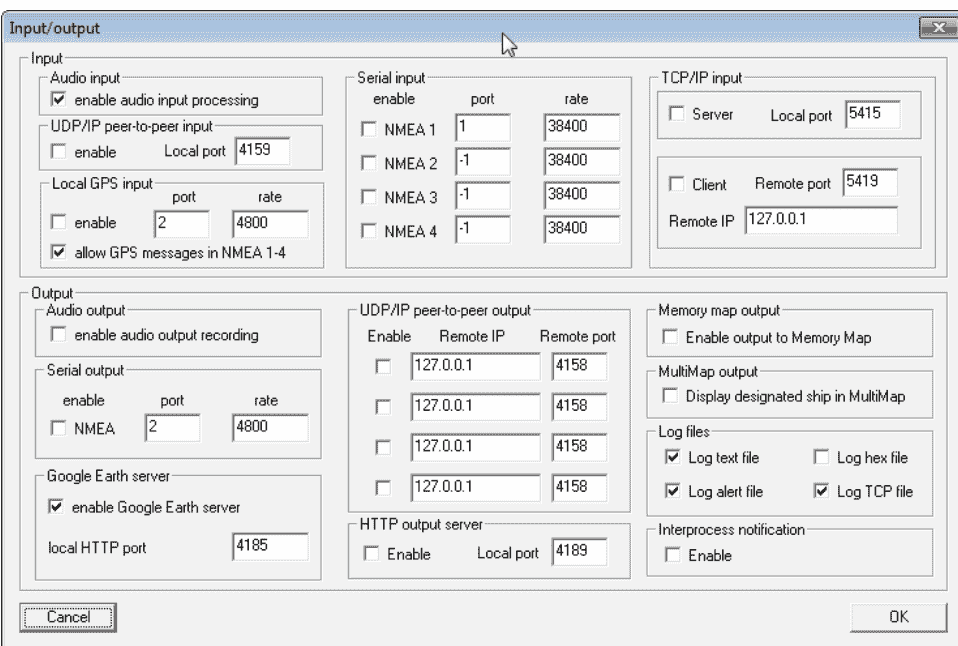 Input/output
Input
Audio input
enable audio input processing
UDP/IP peer-to-peer input
enable Local port 4159
Local GPS input
port rate
enable 2 4800
allow GPS messages in NMEA 1-4
Serial input
enable port rate
NMEA 1 1 38400
NMEA 2 -1 38400
NMEA 3 -1 38400
NMEA 4 -1 38400
TCP/IP input
Server Local port 5415
Client Remote port 5419
Remote IP 127.0.0.1
Output
Audio output
enable audio output recording
Serial output
enable port rate
NMEA 2 4800
Google Earth server
enable Google Earth server
local HTTP port 4185
UDP/IP peer-to-peer output
Enable Remote IP Remote port
127.0.0.1 4158
127.0.0.1 4158
127.0.0.1 4158
127.0.0.1 4158
HTTP output server
Enable Local port 4189
Memory map output
Enable output to Memory Map
MultiMap output
Display designated ship in MultiMap
Log files
Log text file Log hex file
Log alert file Log TCP file
Interprocess notification
Enable
Cancel OK